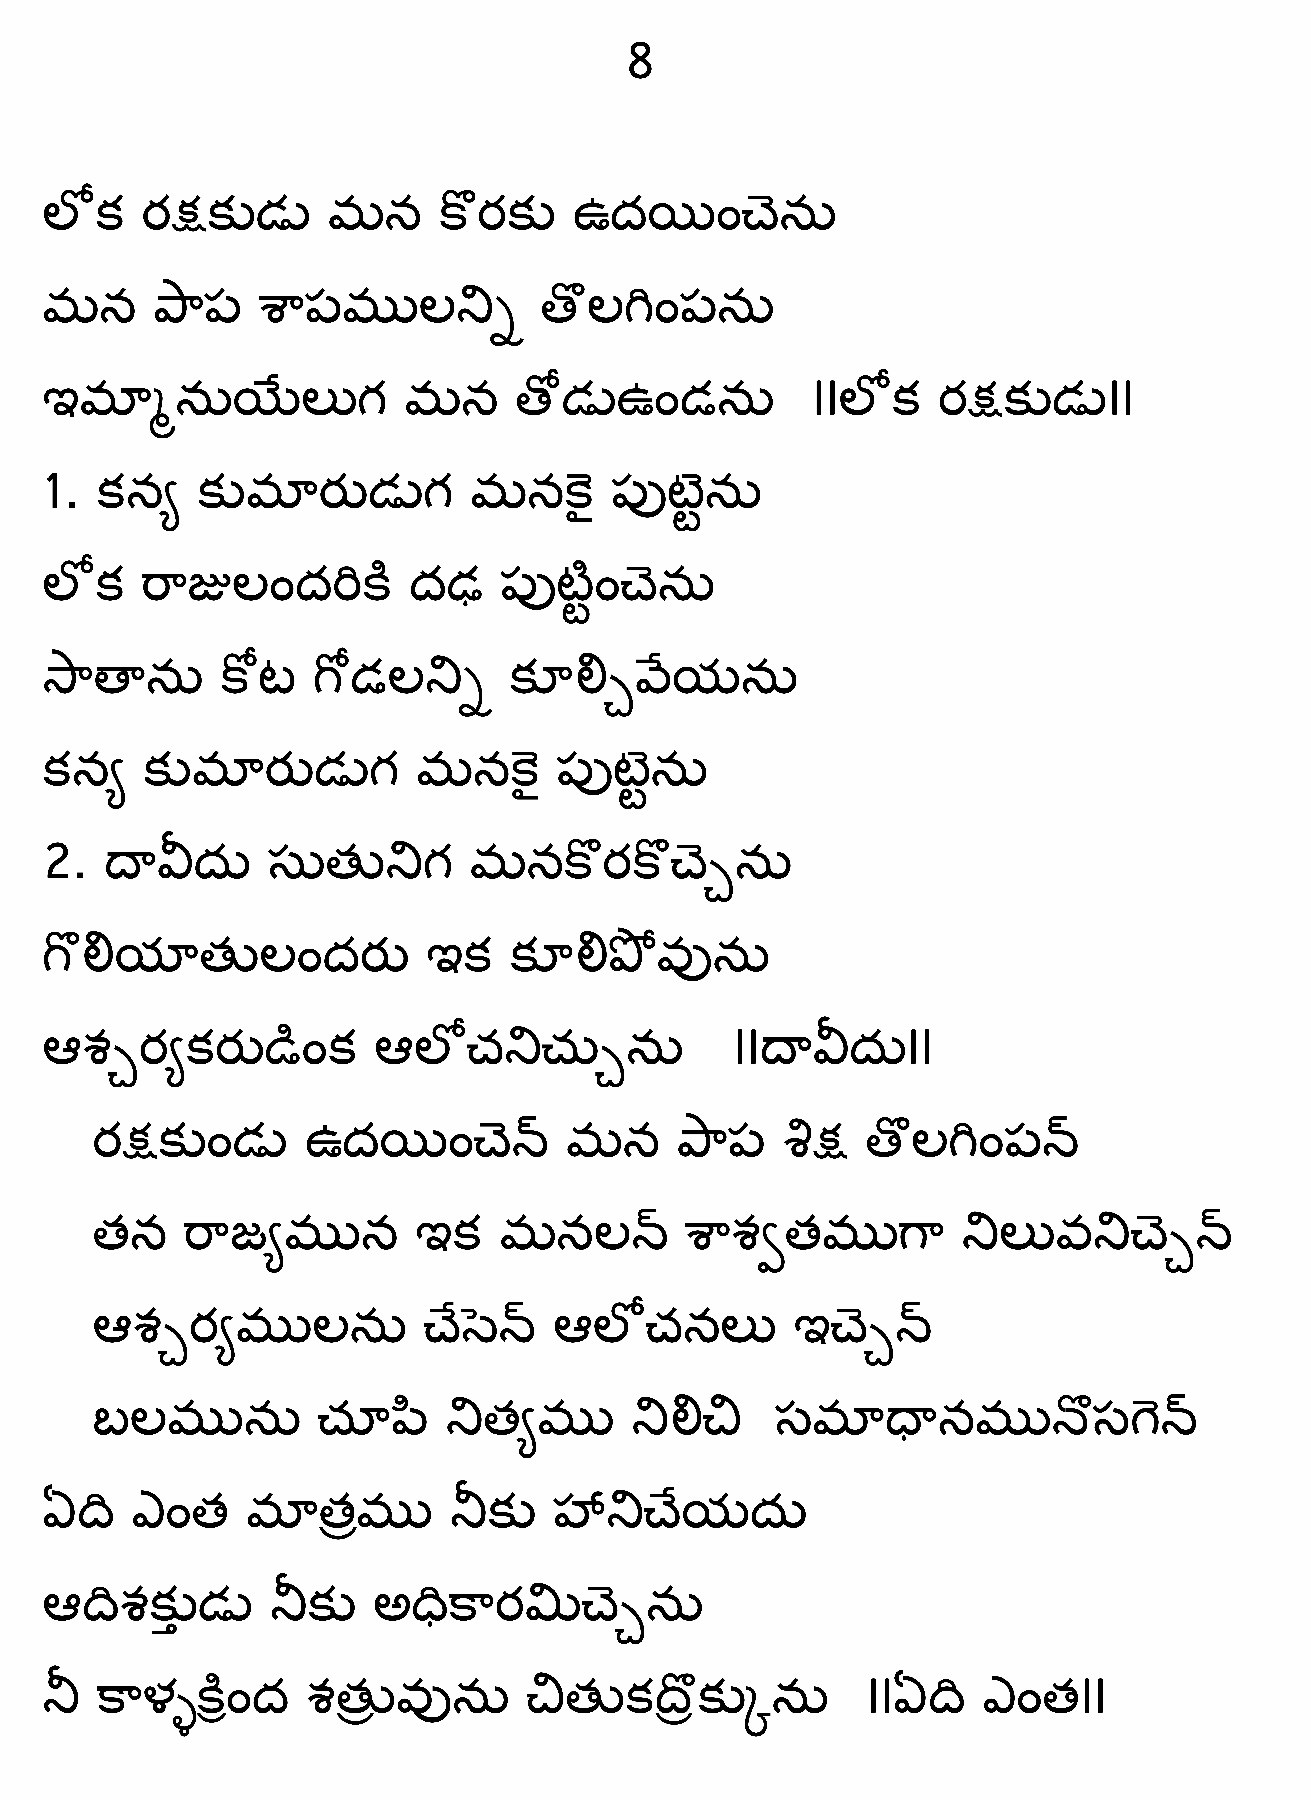 8
లోక రక్షకుడు మన కొరకు ఉదయించెను
మన పాప శాపములన్ని తొలగింపను
ఇమ్మానుయేలుగ మన తోడుఉండను ।।లోక రక్షకుడు।।
1. కన్య కుమారుడుగ మనకై పుట్టెను
లోక రాజులందరికి దఢ పుట్టించెను
సాతాను కోట గోడలన్ని కూల్చివేయను
కన్య కుమారుడుగ మనకై పుట్టెను
2. దావీదు సుతునిగ మనకొరకొచ్చెను
గొలియాతులందరు ఇక కూలిపోవును
ఆశ్చర్యకరుడింక ఆలోచనిచ్చును ।।దావీదు।।
రక్షకుండు ఉదయించెన్ మన పాప శిక్ష తొలగింపన్
తన రాజ్యమున ఇక మనలన్ శాశ్వతముగా నిలువనిచ్చెన్
ఆశ్చర్యములను చేసెన్ ఆలోచనలు ఇచ్చెన్
బలమును చూపి నిత్యము నిలిచి సమాధానమునొసగెన్
ఏది ఎంత మాత్రము నీకు హానిచేయదు
ఆదిశక్తుడు నీకు అధికారమిచ్చెను
నీ కాళ్ళక్రింద శత్రువును చితుకద్రొక్కును ।।ఏది ఎంత।।